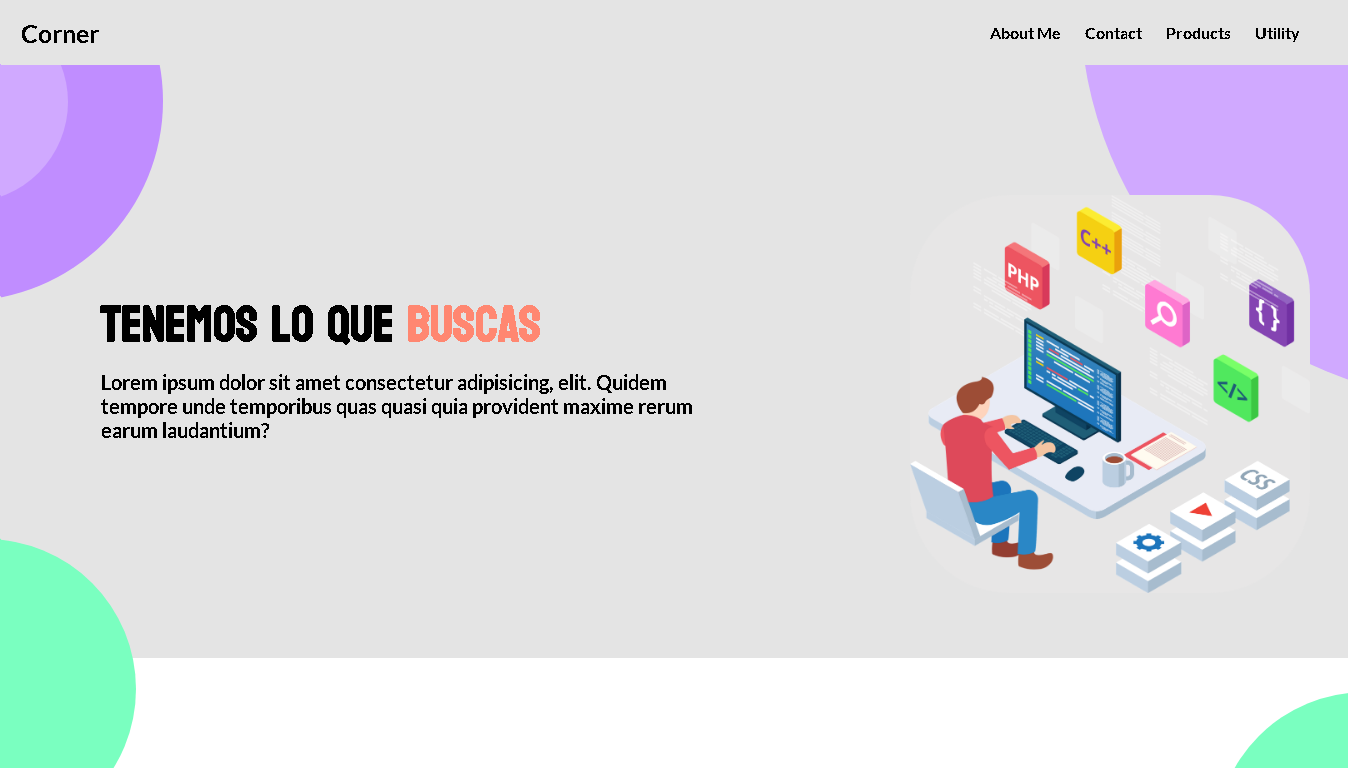 Corner
About Me Contact Products Utility
TENEMOS LO QUE BUSCAS
Lorem ipsum dolor sit amet consectetur adipisicing, elit. Quidem
tempore unde temporibus quas quasi quia provident maxime rerum
earum laudantium?
C++
PHP
{ }
</>
CSS